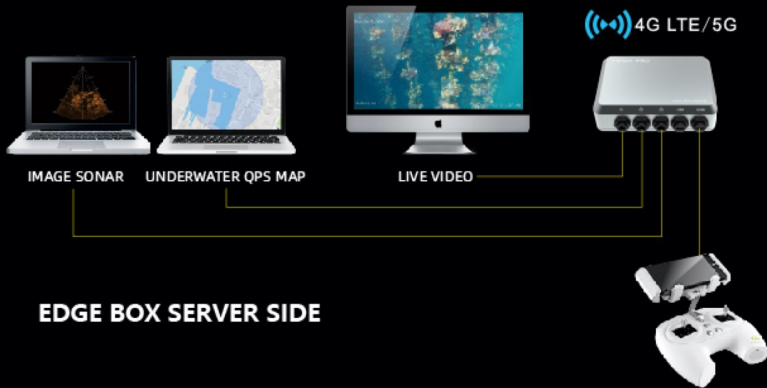 4G LTE/5G
IMAGE SONAR
UNDERWATER QPS MAP
LIVE VIDEO
EDGE BOX SERVER SIDE